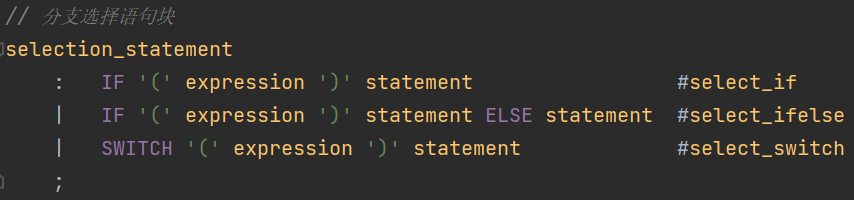 // 分支选择语句块
selection_statement
    :   IF '(' expression ')' statement                 #select_if
    |   IF '(' expression ')' statement ELSE statement  #select_ifelse
    |   SWITCH '(' expression ')' statement             #select_switch
    ;